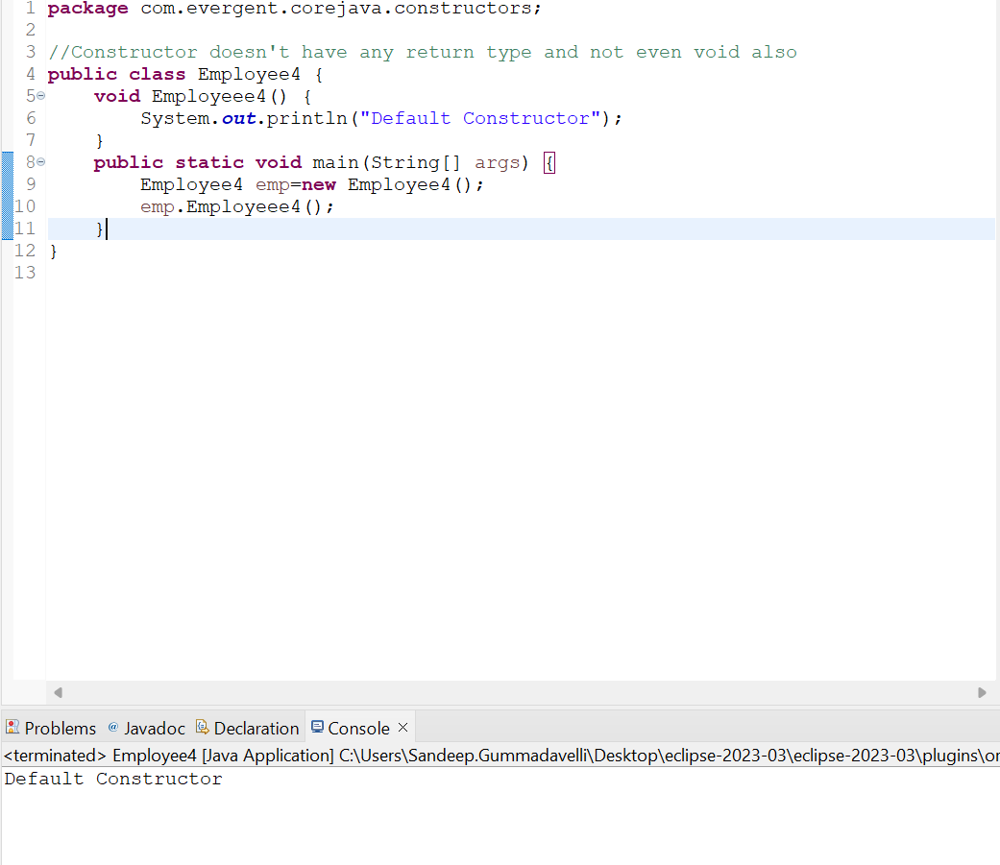 1 package com.evergent.corejava.constructors;
2
3 //Constructor doesn't have any return type and not even void also
4 public class Employee4 {
5 void Employeee4() {
6 System.out.println("Default Constructor");
7 }
8 public static void main(String[] args) {
9 Employee4 emp=new Employee4();
10 emp.Employeee4();
11 }
12 }
13
Problems @ Javadoc Declaration Console ×
<terminated> Employee4 [Java Application] C:\Users\Sandeep.Gummadavelli\Desktop\eclipse-2023-03\eclipse-2023-03\plugins\or
Default Constructor